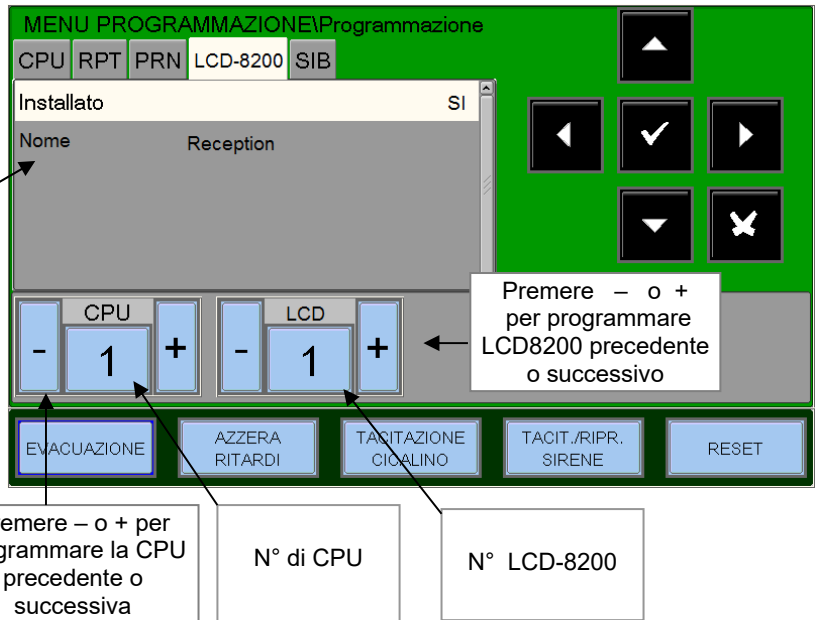 MENU PROGRAMMAZIONE\Programmazione
CPU RPT PRN LCD-8200 SIB
Installato SI
Nome Reception
Premere – o +
per programmare
LCD8200 precedente
o successivo
CPU LCD
- 1 + - 1 +
EVACUAZIONE
AZZERA
RITARDI
TACITAZIONE
CICALINO
TACIT./RIPR.
SIRENE
RESET
emere – o + per
grammare la CPU
precedente o
successiva
N° di CPU
N° LCD-8200